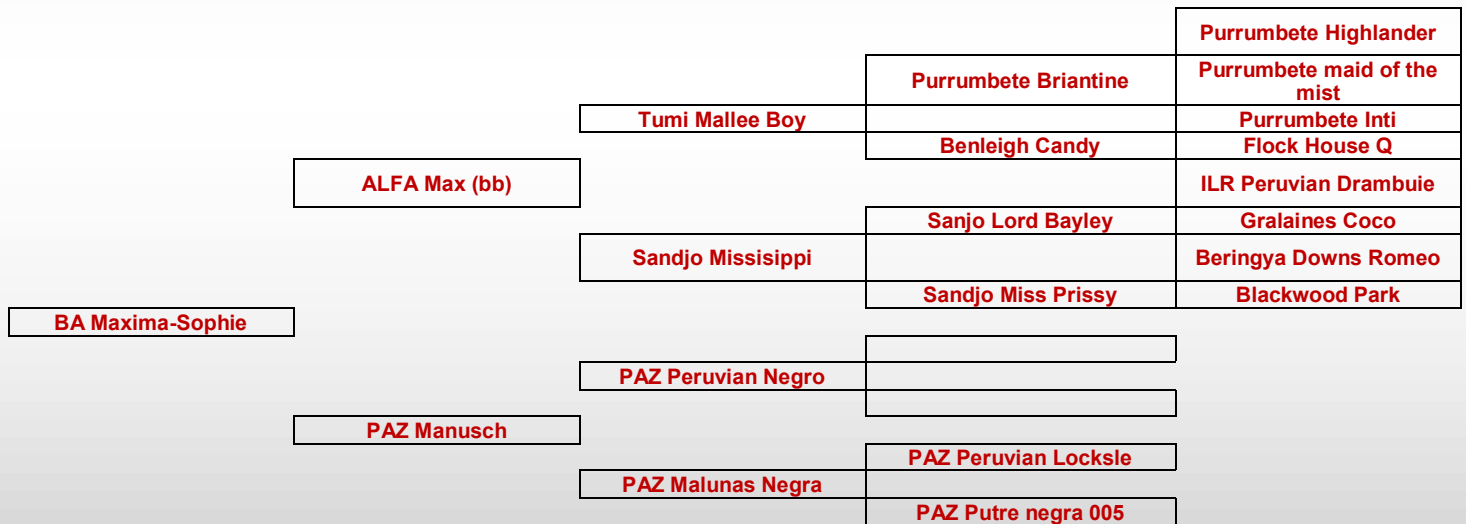 Purrumbete Highlander
Purrumbete Briantine
Purrumbete maid of the
mist
Tumi Mallee Boy
Purrumbete Inti
Benleigh Candy
Flock House Q
ALFA Max (bb)
ILR Peruvian Drambuie
Sanjo Lord Bayley
Gralaines Coco
Sandjo Missisippi
Beringya Downs Romeo
Sandjo Miss Prissy
Blackwood Park
BA Maxima-Sophie
PAZ Peruvian Negro
PAZ Manusch
PAZ Peruvian Locksle
PAZ Malunas Negra
PAZ Putre negra 005